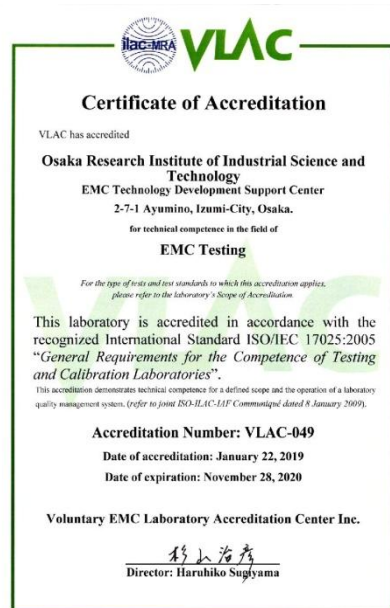 ilac-MRA
VLAC
Certificate of Accreditation
VLAC has accredited
Osaka Research Institute of Industrial Science and
Technology
EMC Technology Development Support Center
2-7-1 Ayumino, Izumi-City, Osaka.
for technical competence in the field of
EMC Testing
For the type of tests and test standards to which this accreditation applies,
please refer to the laboratory's Scope of Accreditation.
This laboratory is accredited in accordance with the
recognized International Standard ISO/IEC 17025:2005
“General Requirements for the Competence of Testing
and Calibration Laboratories”.
This accreditation demonstrates technical competence for a defined scope and the operation of a laboratory
quality management system. (refer to joint ISO-ILAC-IAF Communiqué dated 8 January 2009).
Accreditation Number: VLAC-049
Date of accreditation: January 22, 2019
Date of expiration: November 28, 2020
Voluntary EMC Laboratory Accreditation Center Inc.
杉山治彦
Director: Haruhiko Sugiyama
VLAC